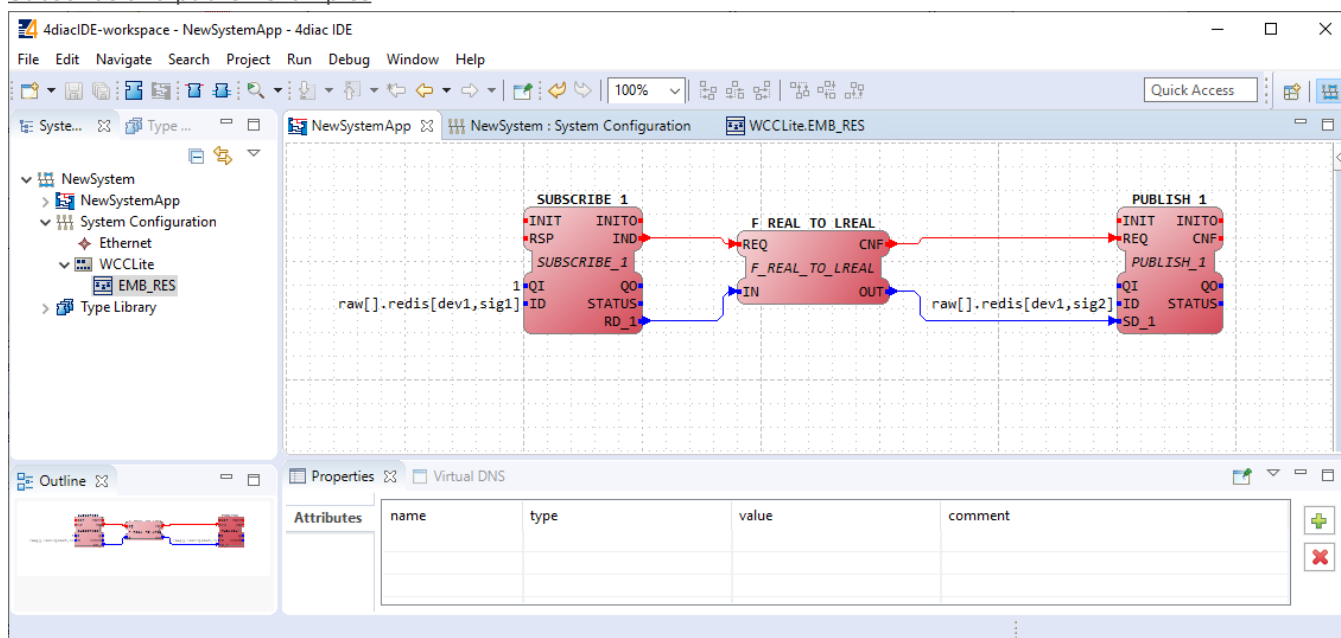 4diacIDE-workspace - NewSystemApp - 4diac IDE
File Edit Navigate Search Project Run Debug Window Help
100%
Quick Access
Syste...
Type ...
NewSystemApp
NewSystem : System Configuration
WCCLite.EMB_RES
NewSystem
NewSystemApp
System Configuration
Ethernet
WCCLite
EMB_RES
Type Library
SUBSCRIBE_1
INIT INITO
RSP IND
SUBSCRIBE_1
1 QI QO
raw[].redis[dev1,sig1] ID STATUS
RD_1
F_REAL_TO_LREAL
REQ CNF
F_REAL_TO_LREAL
IN OUT
PUBLISH_1
INIT INITO
REQ CNF
PUBLISH_1
QI QO
raw[].redis[dev1,sig2] ID STATUS
SD_1
Outline
Properties
Virtual DNS
Attributes
name type value comment